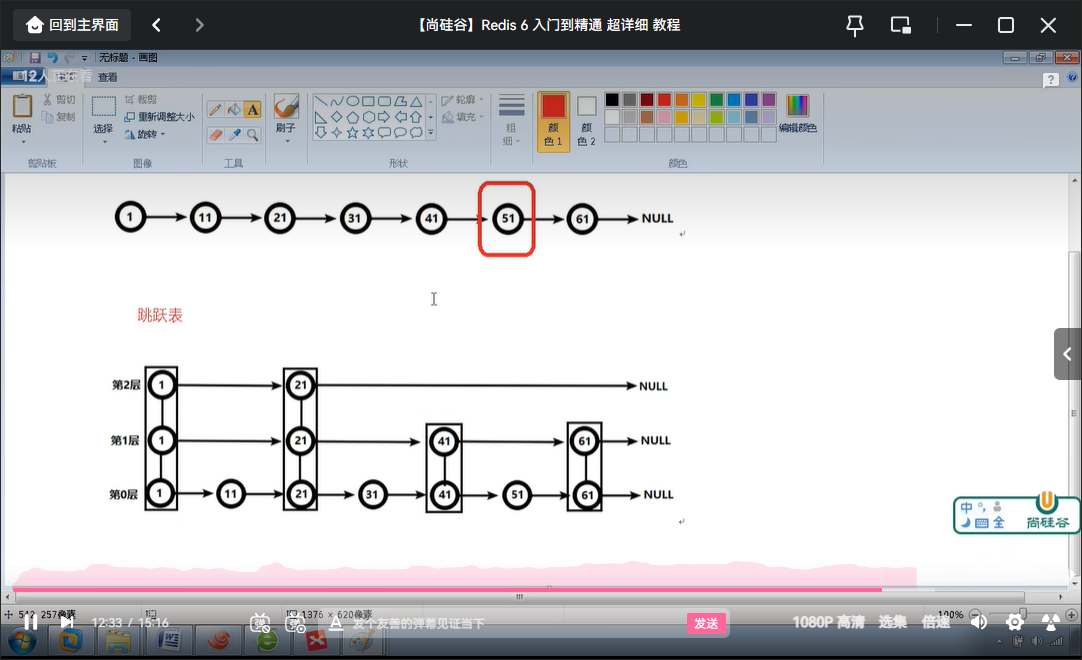 回到主界面
【尚硅谷】Redis 6 入门到精通 超详细 教程
无标题 - 画图
12人正在看
查看
粘贴
剪切
复制
选择
裁剪
重新调整大小
旋转
A
刷子
轮廓
填充
粗
细
颜
色 1
颜
色 2
编辑颜色
剪贴板
图像
工具
形状
颜色
1 11 21 31 41 51 61 NULL
跳跃表
第2层 1 21 NULL
第1层 1 21 41 61 NULL
第0层 1 11 21 31 41 51 61 NULL
中
全
尚硅谷
1376 × 620像素
100%
12:33 / 15:16
发个友善的弹幕见证当下
发送
1080P 高清
选集
倍速